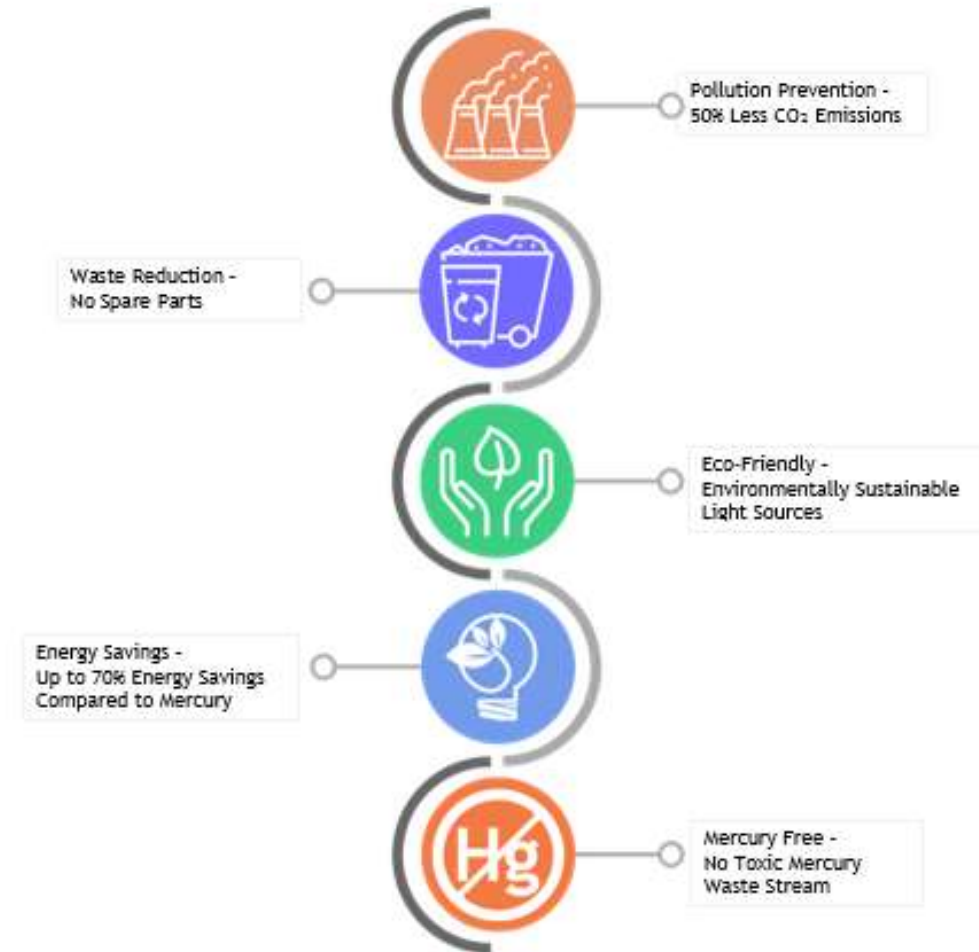 Pollution Prevention -
50% Less CO₂ Emissions
Waste Reduction -
No Spare Parts
Eco-Friendly -
Environmentally Sustainable
Light Sources
Energy Savings -
Up to 70% Energy Savings
Compared to Mercury
Hg
Mercury Free -
No Toxic Mercury
Waste Stream